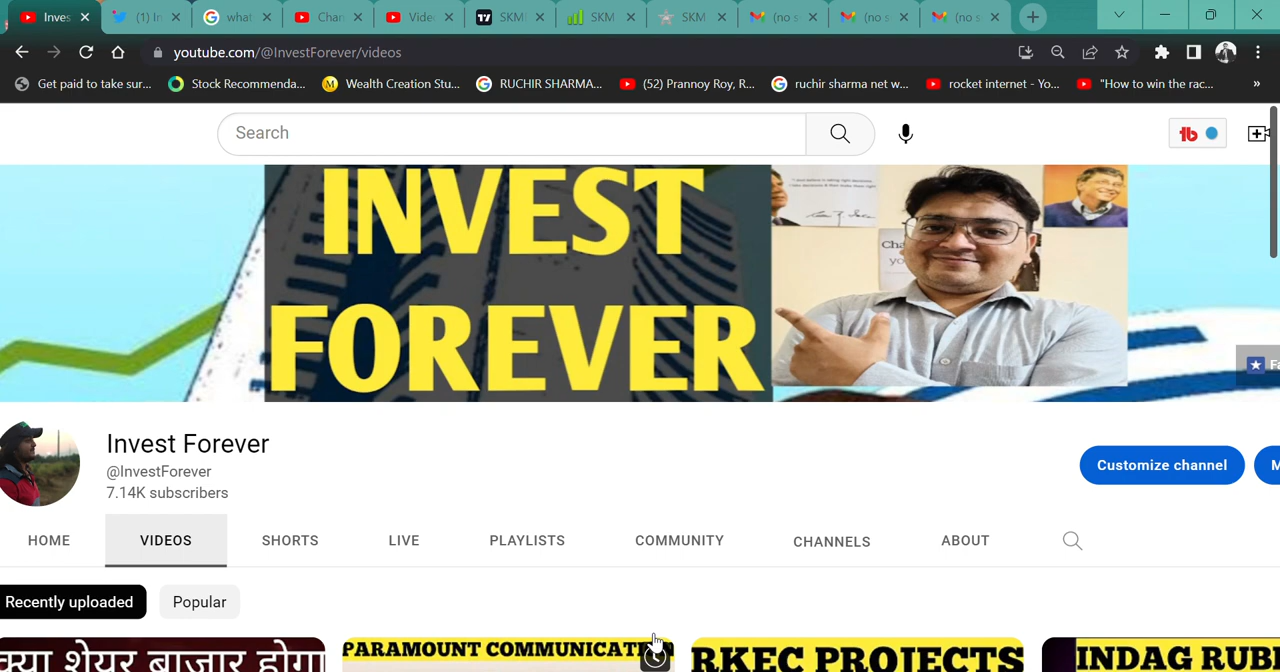 Inves
(1) In
what
Chan
Vide
SKM
SKM
SKM
(no s
(no s
(no s
youtube.com/@InvestForever/videos
Get paid to take sur...
Stock Recommenda...
Wealth Creation Stu...
RUCHIR SHARMA...
(52) Prannoy Roy, R...
ruchir sharma net w...
rocket internet - Yo...
"How to win the rac...
Search
INVEST
FOREVER
Invest Forever
@InvestForever
7.14K subscribers
Customize channel
HOME
VIDEOS
SHORTS
LIVE
PLAYLISTS
COMMUNITY
CHANNELS
ABOUT
Recently uploaded
Popular
क्या शेयर बाजार होगा
PARAMOUNT COMMUNICATI
RKEC PROJECTS
INDAG RUB